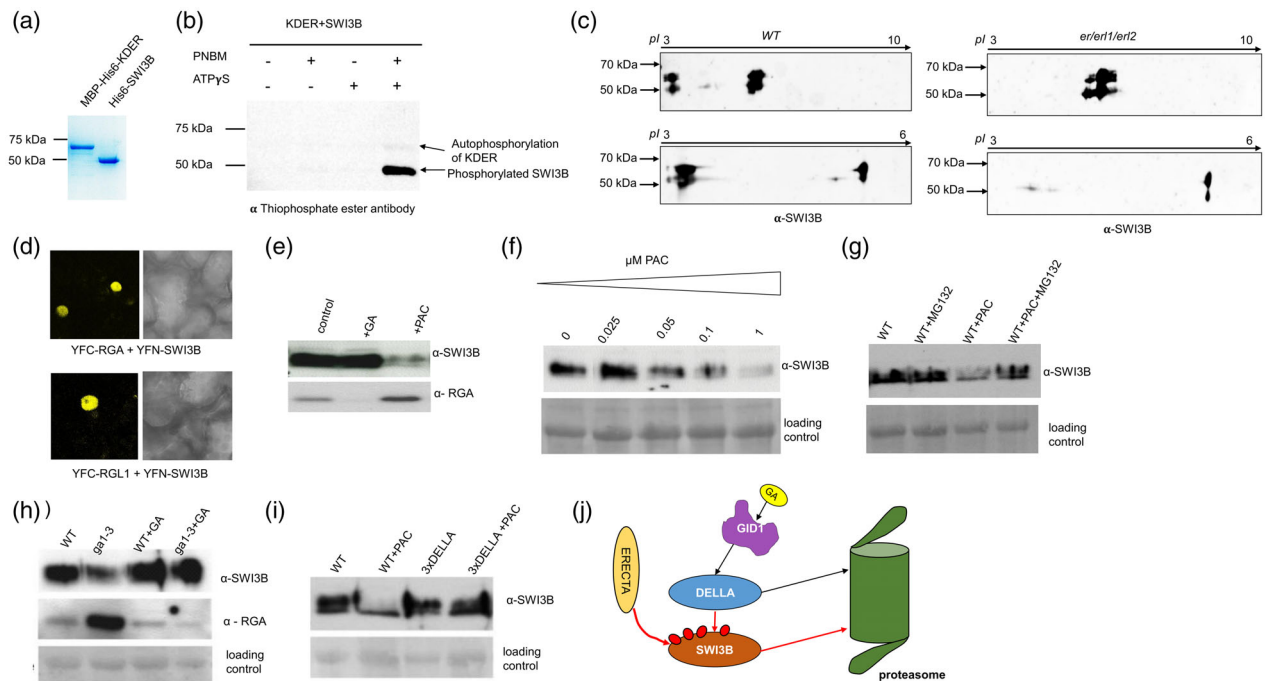 (a)
MBP-His6-KDER
His6-SWI3B
75 kDa
50 kDa
(b)
KDER+SWI3B
PNBM - + - +
ATPγS - - + +
75 kDa
50 kDa
Autophosphorylation
of KDER
Phosphorylated SWI3B
α Thiophosphate ester antibody
(c)
pI 3 WT 10
70 kDa
50 kDa
3 6
70 kDa
50 kDa
α-SWI3B
pI 3 er/erl1/erl2 10
70 kDa
50 kDa
pI 3 6
70 kDa
50 kDa
α-SWI3B
(d)
YFC-RGA + YFN-SWI3B
YFC-RGL1 + YFN-SWI3B
(e)
control
+GA
+PAC
α-SWI3B
α- RGA
(f)
μM PAC
0 0.025 0.05 0.1 1
α-SWI3B
loading
control
(g)
WT
WT+MG132
WT+PAC
WT+PAC+MG132
α-SWI3B
loading
control
(h) )
WT
ga1-3
WT+GA
ga1-3+GA
α-SWI3B
α - RGA
loading
control
(i)
WT
WT+PAC
3xDELLA
3xDELLA +PAC
α-SWI3B
loading
control
(j)
GA
GID1
ERECTA
DELLA
SWI3B
proteasome